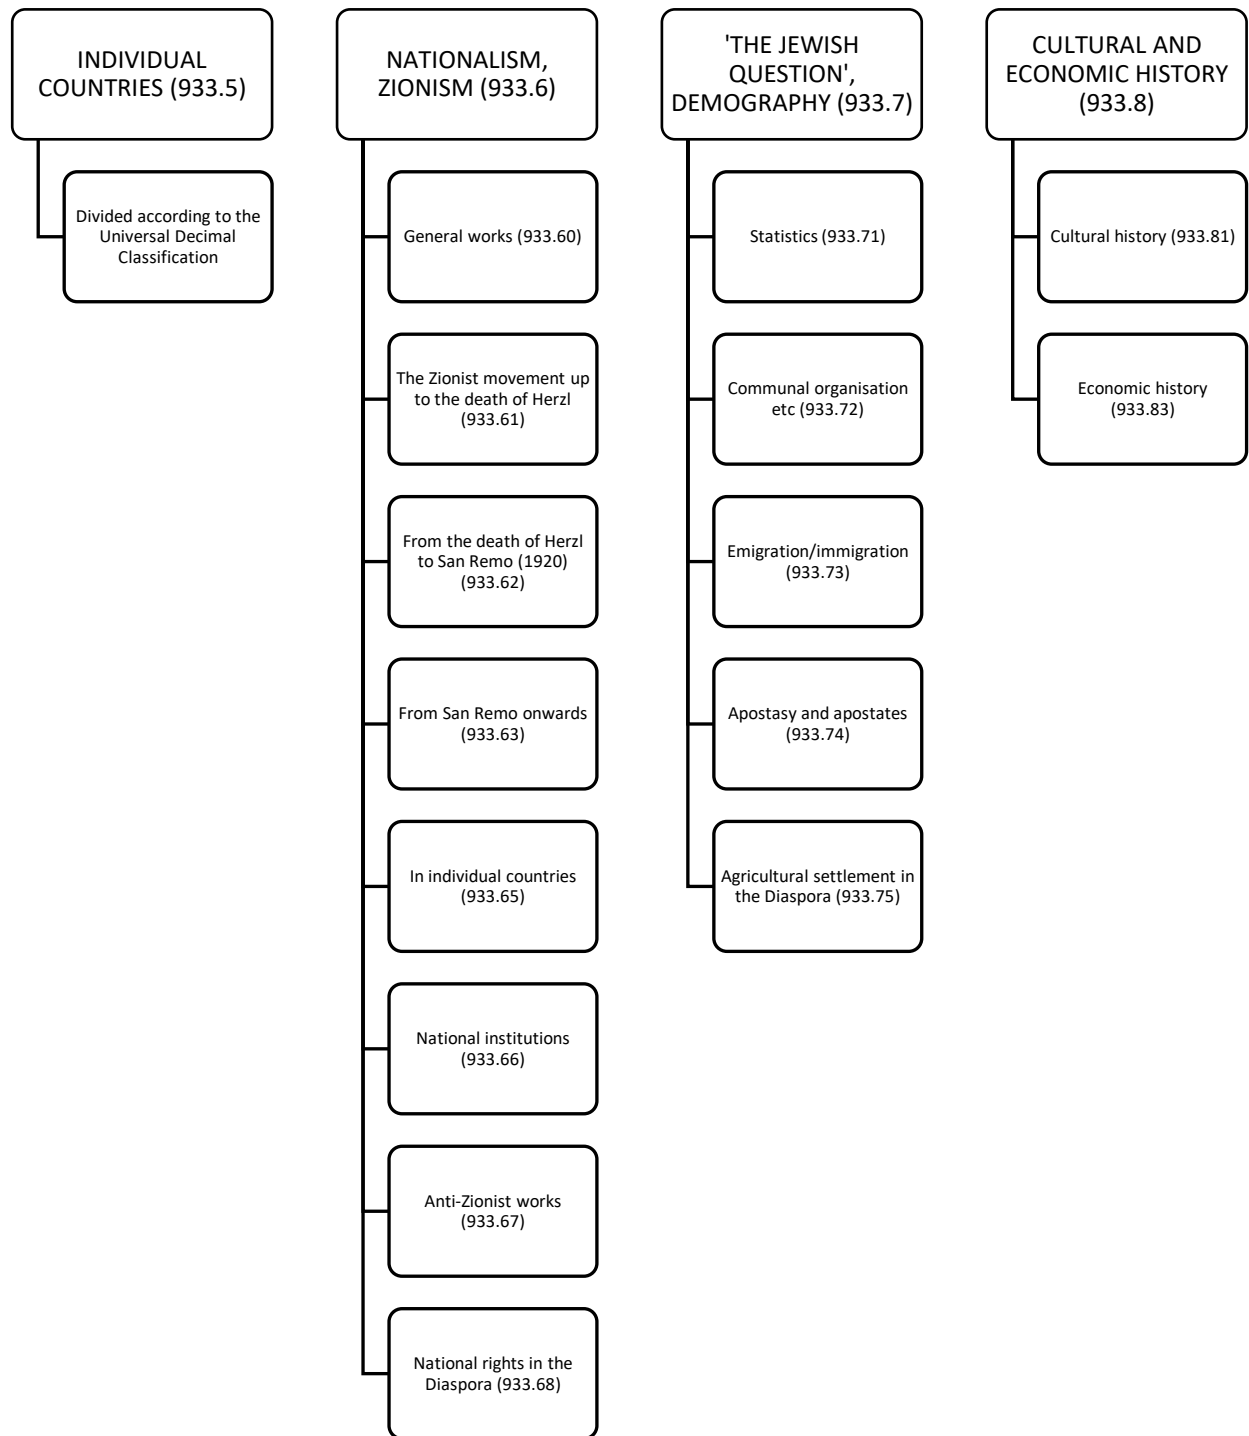 INDIVIDUAL
COUNTRIES (933.5)
Divided according to the
Universal Decimal
Classification
NATIONALISM,
ZIONISM (933.6)
General works (933.60)
The Zionist movement up
to the death of Herzl
(933.61)
From the death of Herzl
to San Remo (1920)
(933.62)
From San Remo onwards
(933.63)
In individual countries
(933.65)
National institutions
(933.66)
Anti-Zionist works
(933.67)
National rights in the
Diaspora (933.68)
'THE JEWISH
QUESTION',
DEMOGRAPHY (933.7)
Statistics (933.71)
Communal organisation
etc (933.72)
Emigration/immigration
(933.73)
Apostasy and apostates
(933.74)
Agricultural settlement in
the Diaspora (933.75)
CULTURAL AND
ECONOMIC HISTORY
(933.8)
Cultural history (933.81)
Economic history
(933.83)